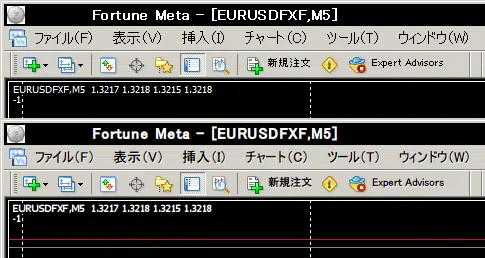 Fortune Meta - [EURUSDFXF,M5]
ファイル(F) 表示(V) 挿入(I) チャート(C) ツール(T) ウィンドウ(W)
新規注文 Expert Advisors
EURUSDFXF,M5 1.3217 1.3218 1.3215 1.3218
-1
Fortune Meta - [EURUSDFXF,M5]
ファイル(F) 表示(V) 挿入(I) チャート(C) ツール(T) ウィンドウ(W)
新規注文 Expert Advisors
EURUSDFXF,M5 1.3217 1.3218 1.3215 1.3218
-1